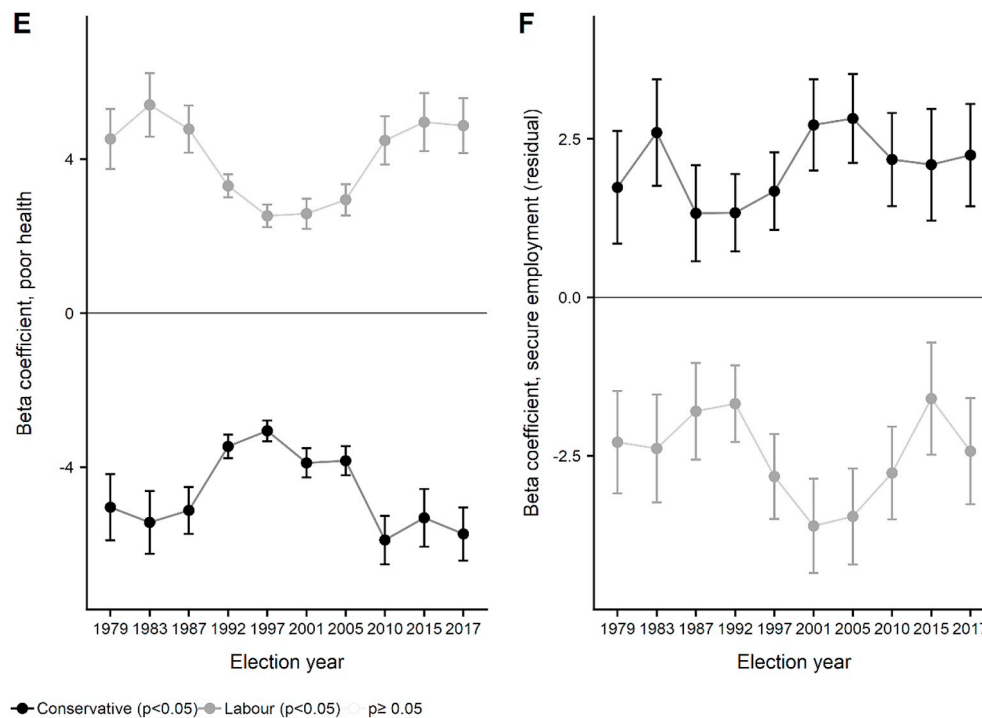 E
Beta coefficient, poor health
4
0
-4
1979 1983 1987 1992 1997 2001 2005 2010 2015 2017
Election year
F
Beta coefficient, secure employment (residual)
2.5
0.0
-2.5
1979 1983 1987 1992 1997 2001 2005 2010 2015 2017
Election year
Conservative (p<0.05) Labour (p<0.05) p≥ 0.05